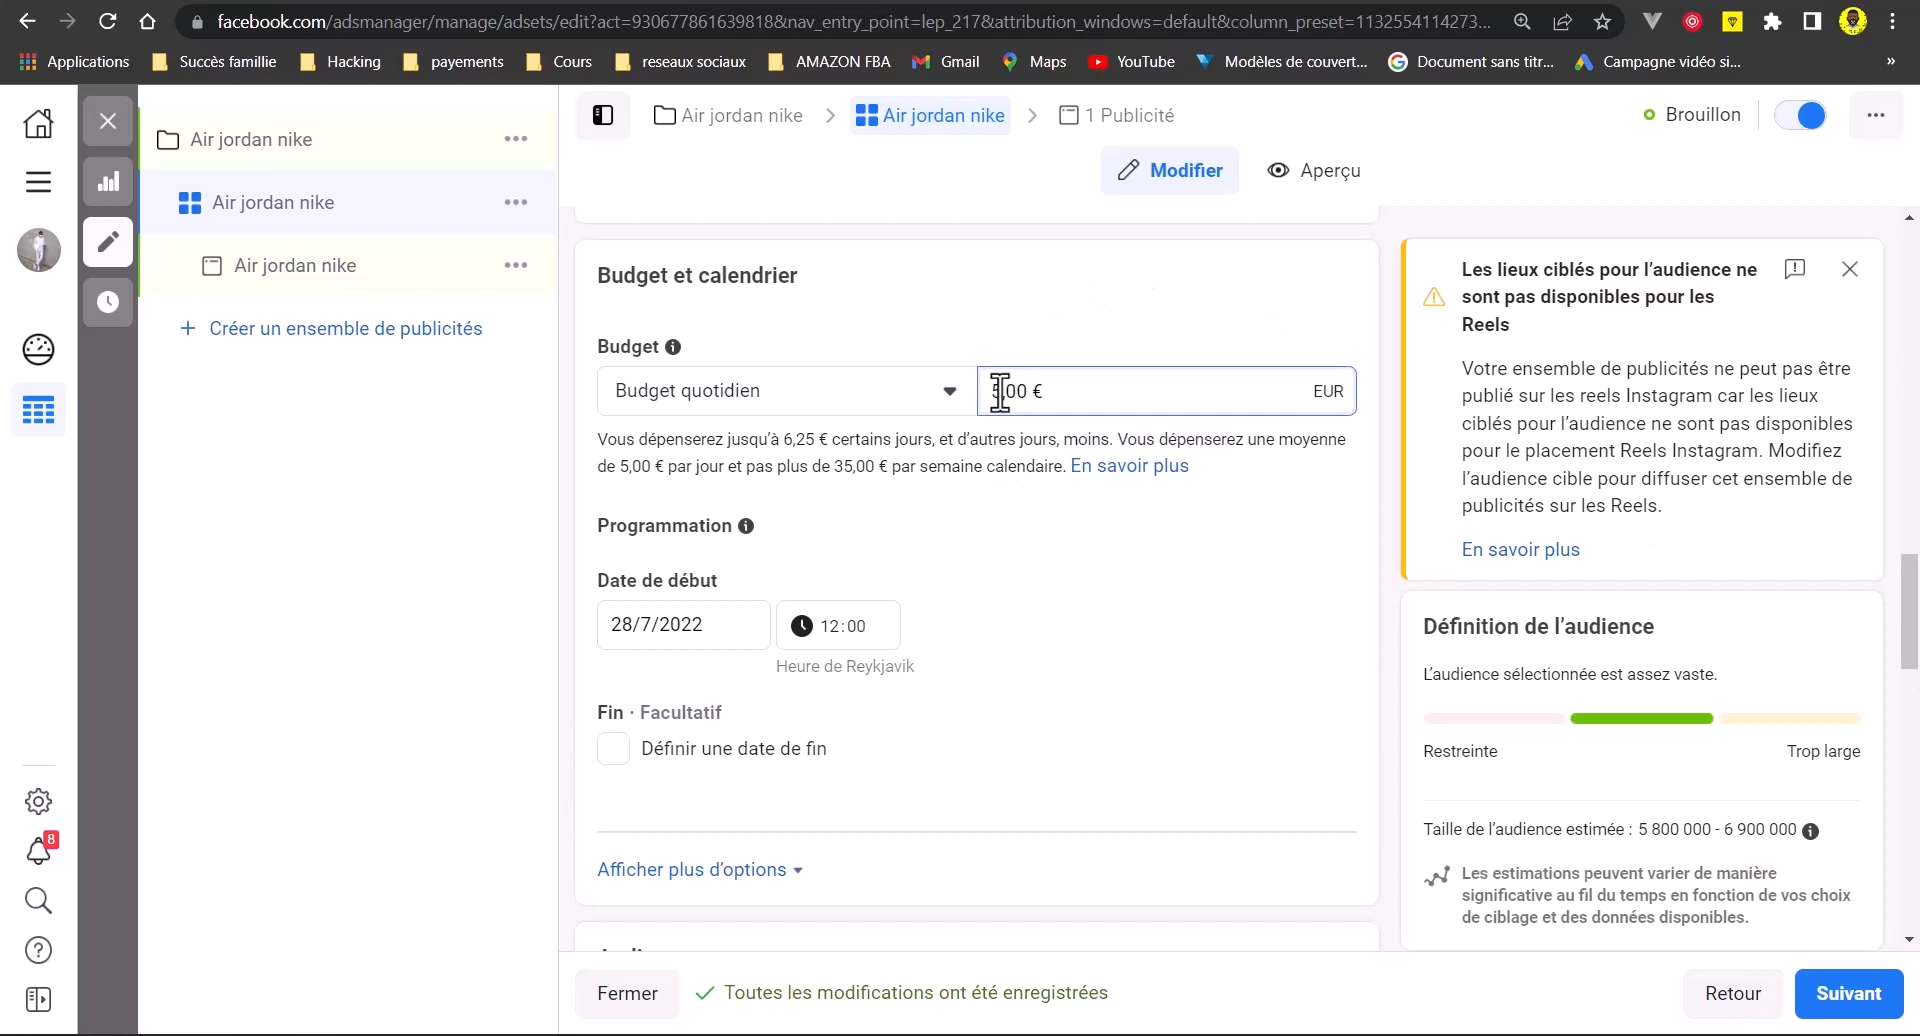 facebook.com/adsmanager/manage/adsets/edit?act=930677861639818&nav_entry_point=lep_217&attribution_windows=default&column_preset=1132554114273...
Applications
Succès famillie
Hacking
payements
Cours
reseaux sociaux
AMAZON FBA
Gmail
Maps
YouTube
Modèles de couvert...
Document sans titr...
Campagne vidéo si...
»
Air jordan nike
Air jordan nike
Air jordan nike
+ Créer un ensemble de publicités
8
Air jordan nike > Air jordan nike > 1 Publicité
Brouillon
Modifier
Aperçu
Budget et calendrier
Budget
Budget quotidien
5,00 €
EUR
Vous dépenserez jusqu’à 6,25 € certains jours, et d’autres jours, moins. Vous dépenserez une moyenne
de 5,00 € par jour et pas plus de 35,00 € par semaine calendaire. En savoir plus
Programmation
Date de début
28/7/2022
12:00
Heure de Reykjavik
Fin · Facultatif
Définir une date de fin
Afficher plus d’options
Les lieux ciblés pour l’audience ne
sont pas disponibles pour les
Reels
Votre ensemble de publicités ne peut pas être
publié sur les reels Instagram car les lieux
ciblés pour l’audience ne sont pas disponibles
pour le placement Reels Instagram. Modifiez
l’audience cible pour diffuser cet ensemble de
publicités sur les Reels.
En savoir plus
Définition de l’audience
L’audience sélectionnée est assez vaste.
Restreinte
Trop large
Taille de l’audience estimée : 5 800 000 - 6 900 000
Les estimations peuvent varier de manière
significative au fil du temps en fonction de vos choix
de ciblage et des données disponibles.
Fermer
Toutes les modifications ont été enregistrées
Retour
Suivant